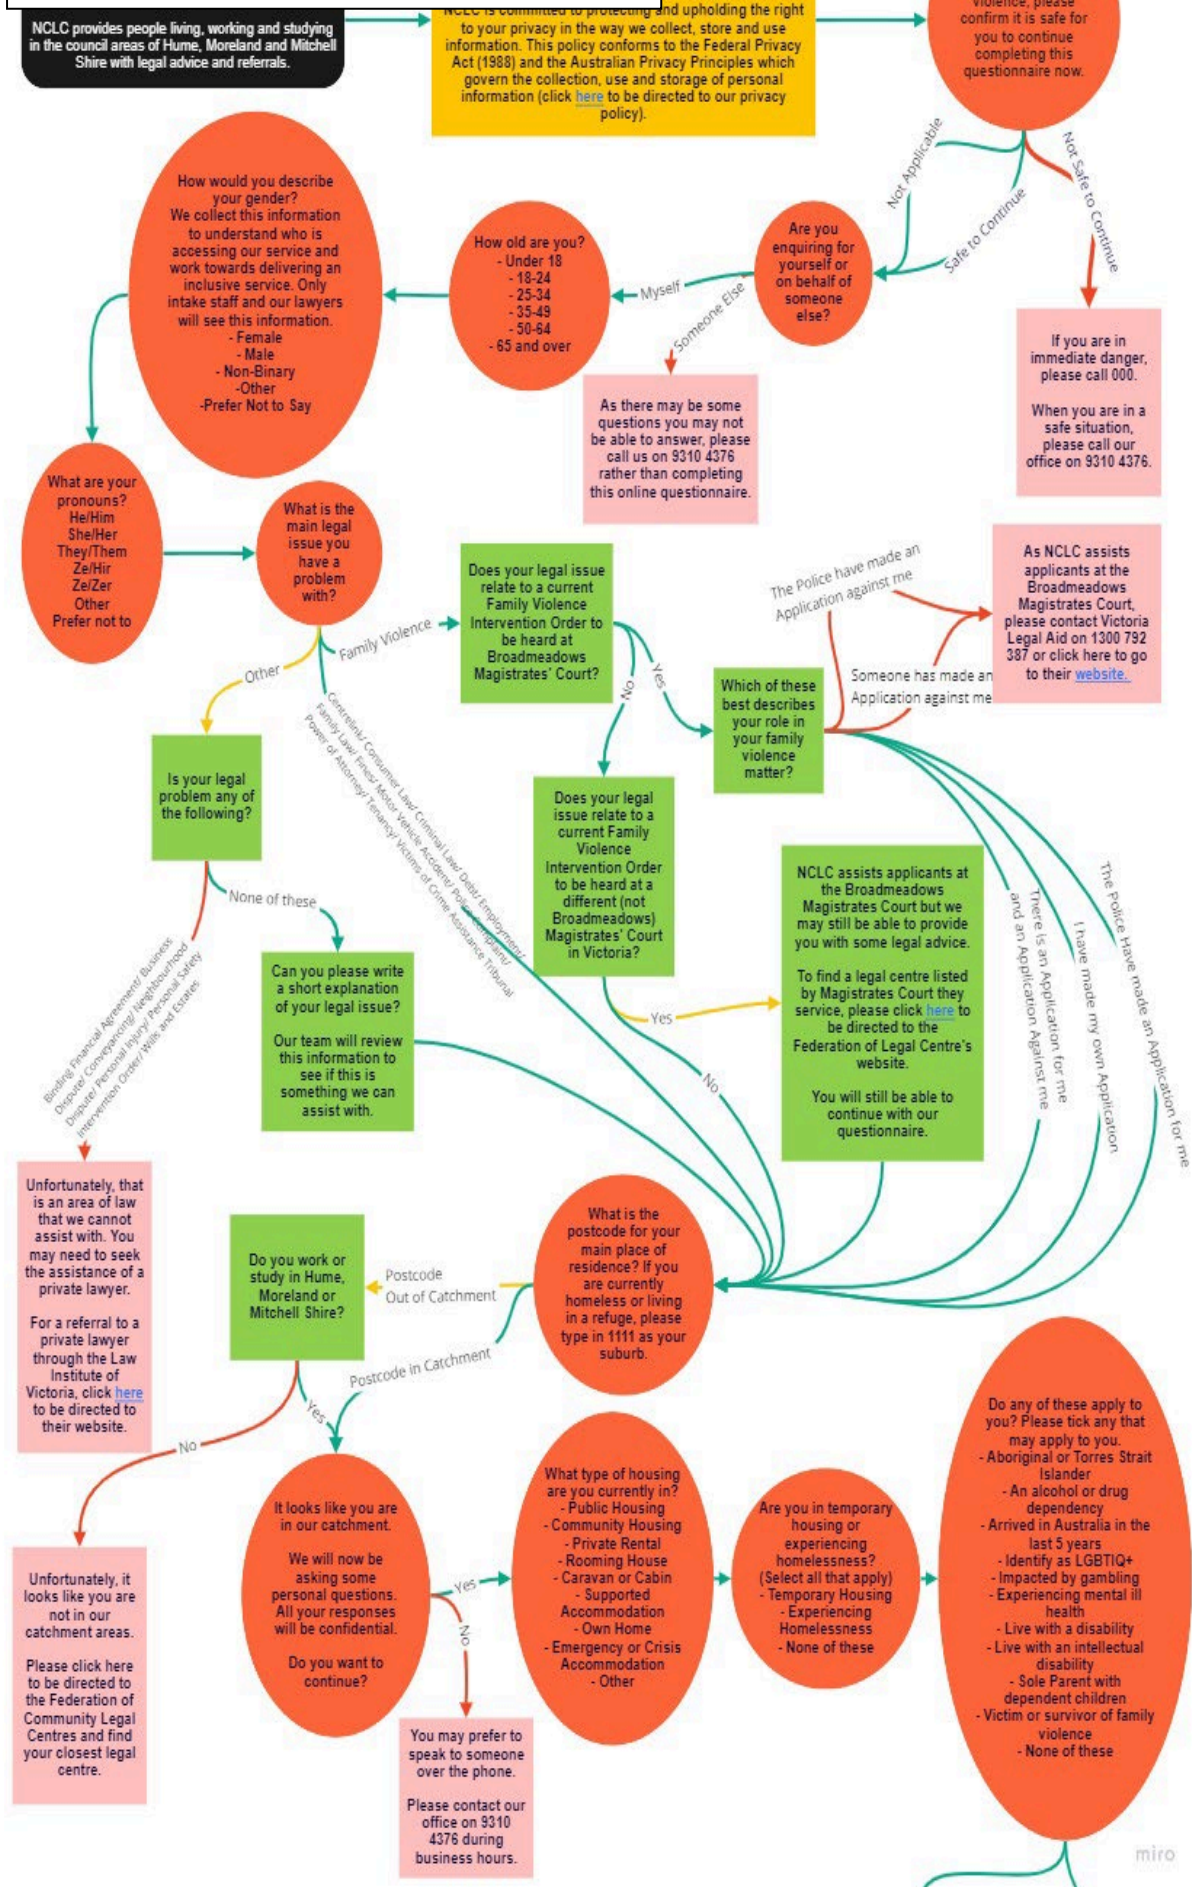 NCLC provides people living, working and studying
in the council areas of Hume, Moreland and Mitchell
Shire with legal advice and referrals.
NCLC is committed to protecting and upholding the right
to your privacy in the way we collect, store and use
information. This policy conforms to the Federal Privacy
Act (1988) and the Australian Privacy Principles which
govern the collection, use and storage of personal
information (click here to be directed to our privacy
policy).
violence, please
confirm it is safe for
you to continue
completing this
questionnaire now.
Not Applicable
Safe to Continue
Not Safe to Continue
How would you describe
your gender?
We collect this information
to understand who is
accessing our service and
work towards delivering an
inclusive service. Only
intake staff and our lawyers
will see this information.
- Female
- Male
- Non-Binary
-Other
-Prefer Not to Say
How old are you?
- Under 18
- 18-24
- 25-34
- 35-49
- 50-64
- 65 and over
Myself
Someone Else
Are you
enquiring for
yourself or
on behalf of
someone
else?
If you are in
immediate danger,
please call 000.
When you are in a
safe situation,
please call our
office on 9310 4376.
As there may be some
questions you may not
be able to answer, please
call us on 9310 4376
rather than completing
this online questionnaire.
What are your
pronouns?
He/Him
She/Her
They/Them
Ze/Hir
Ze/Zer
Other
Prefer not to
What is the
main legal
issue you
have a
problem
with?
Other
Family Violence
Centrelink/ Consumer Law/ Criminal Law/ Debt/ Employment/
Family Law/ Fines/ Motor Vehicle Accident/ Police Complains/
Power of Attorney/ Tenancy/ Victims of Crime Assistance Tribunal
Does your legal issue
relate to a current
Family Violence
Intervention Order to
be heard at
Broadmeadows
Magistrates' Court?
No
Yes
Which of these
best describes
your role in
your family
violence
matter?
The Police have made an
Application against me
Someone has made an
Application against me
As NCLC assists
applicants at the
Broadmeadows
Magistrates Court,
please contact Victoria
Legal Aid on 1300 792
387 or click here to go
to their website.
Is your legal
problem any of
the following?
None of these
Binding Financial Agreement/ Business
Dispute/ Conveyancing/ Neighbourhood
Dispute/ Personal Injury/ Personal Safety
Intervention Order/ Wills and Estates
Can you please write
a short explanation
of your legal issue?
Our team will review
this information to
see if this is
something we can
assist with.
Does your legal
issue relate to a
current Family
Violence
Intervention Order
to be heard at a
different (not
Broadmeadows)
Magistrates' Court
in Victoria?
Yes
No
NCLC assists applicants at
the Broadmeadows
Magistrates Court but we
may still be able to provide
you with some legal advice.
To find a legal centre listed
by Magistrates Court they
service, please click here to
be directed to the
Federation of Legal Centre's
website.
You will still be able to
continue with our
questionnaire.
There is an Application for me
and an Application Against me
I have made my own Application
The Police Have made an Application for me
Unfortunately, that
is an area of law
that we cannot
assist with. You
may need to seek
the assistance of a
private lawyer.
For a referral to a
private lawyer
through the Law
Institute of
Victoria, click here
to be directed to
their website.
Do you work or
study in Hume,
Moreland or
Mitchell Shire?
Postcode
Out of Catchment
Postcode in Catchment
What is the
postcode for your
main place of
residence? If you
are currently
homeless or living
in a refuge, please
type in 1111 as your
suburb.
Yes
No
Unfortunately, it
looks like you are
not in our
catchment areas.
Please click here
to be directed to
the Federation of
Community Legal
Centres and find
your closest legal
centre.
It looks like you are
in our catchment.
We will now be
asking some
personal questions.
All your responses
will be confidential.
Do you want to
continue?
Yes
No
You may prefer to
speak to someone
over the phone.
Please contact our
office on 9310
4376 during
business hours.
What type of housing
are you currently in?
- Public Housing
- Community Housing
- Private Rental
- Rooming House
- Caravan or Cabin
- Supported
Accommodation
- Own Home
- Emergency or Crisis
Accommodation
- Other
Are you in temporary
housing or
experiencing
homelessness?
(Select all that apply)
- Temporary Housing
- Experiencing
Homelessness
- None of these
Do any of these apply to
you? Please tick any that
may apply to you.
- Aboriginal or Torres Strait
Islander
- An alcohol or drug
dependency
- Arrived in Australia in the
last 5 years
- Identify as LGBTIQ+
- Impacted by gambling
- Experiencing mental ill
health
- Live with a disability
- Live with an intellectual
disability
- Sole Parent with
dependent children
- Victim or survivor of family
violence
- None of these
miro